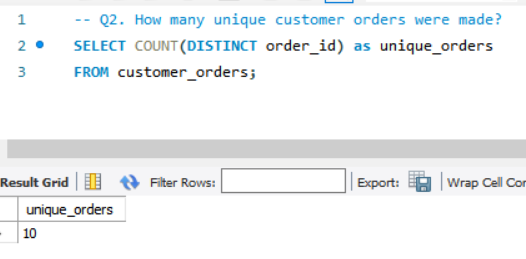 1 -- Q2. How many unique customer orders were made?
2 SELECT COUNT(DISTINCT order_id) as unique_orders
3 FROM customer_orders;
Result Grid Filter Rows: Export: Wrap Cell Con
unique_orders
10